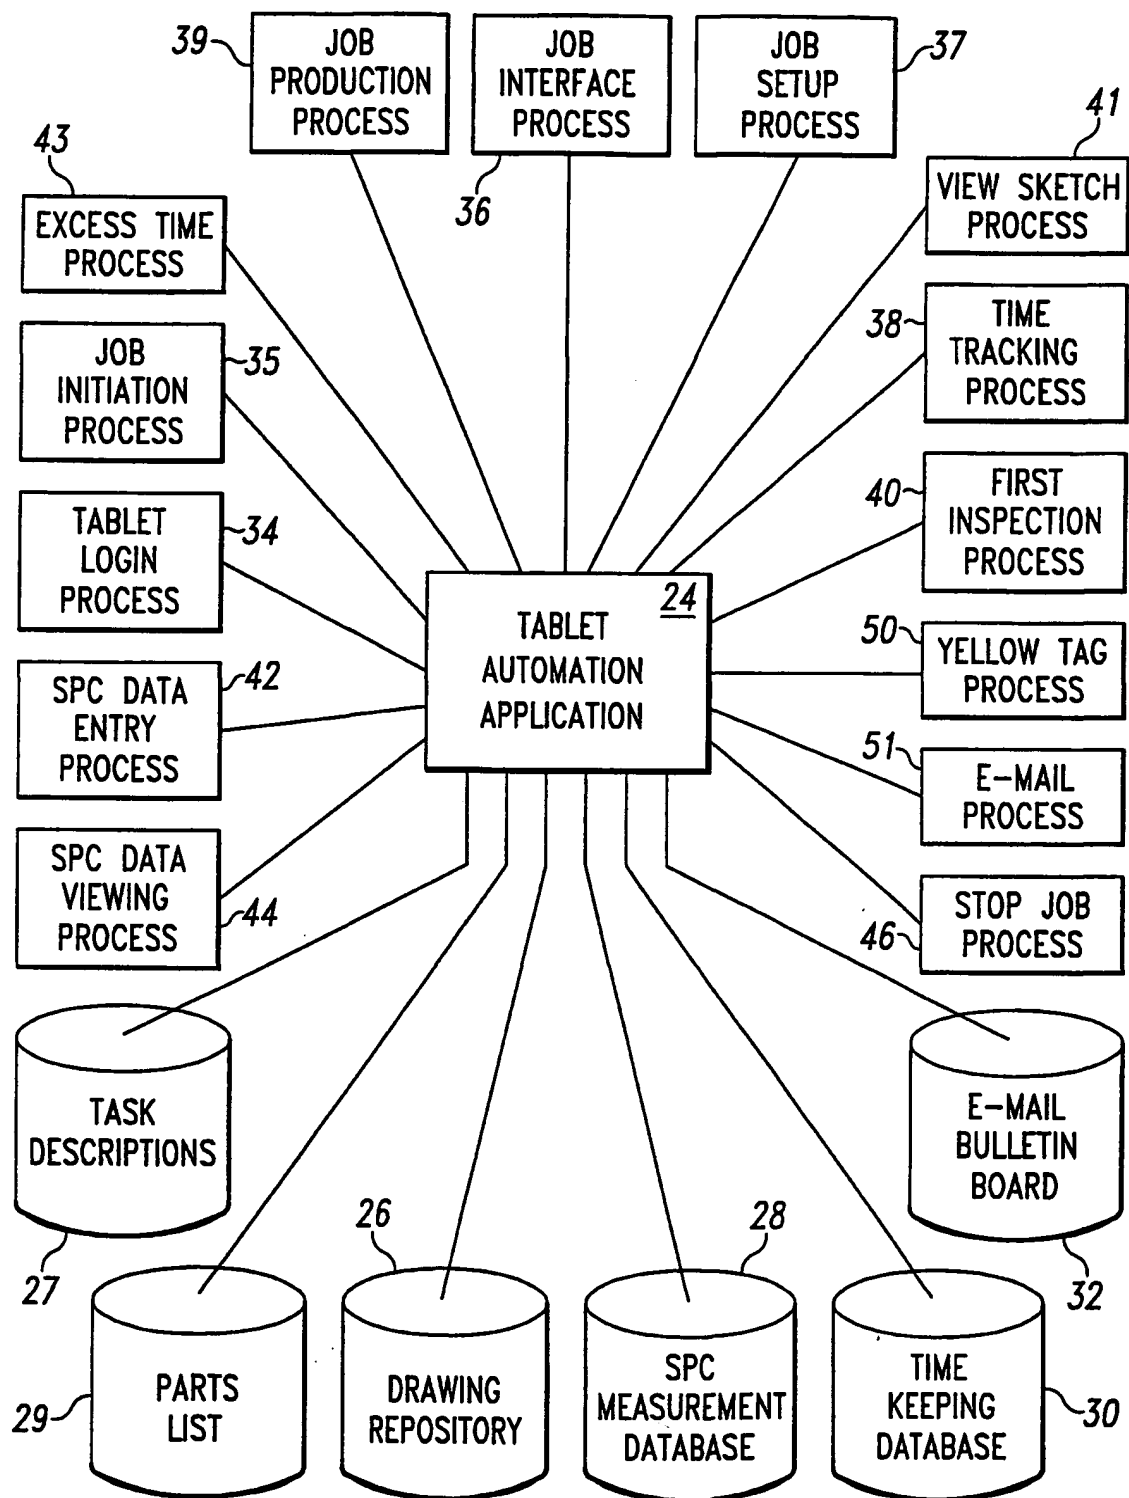 39
JOB
PRODUCTION
PROCESS
JOB
INTERFACE
PROCESS
36
JOB
SETUP
PROCESS
37
41
VIEW SKETCH
PROCESS
43
EXCESS TIME
PROCESS
JOB
INITIATION
PROCESS
35
38
TIME
TRACKING
PROCESS
TABLET
LOGIN
PROCESS
34
40
FIRST
INSPECTION
PROCESS
24
TABLET
AUTOMATION
APPLICATION
SPC DATA
ENTRY
PROCESS
42
50
YELLOW TAG
PROCESS
51
E-MAIL
PROCESS
SPC DATA
VIEWING
PROCESS
44
46
STOP JOB
PROCESS
TASK
DESCRIPTIONS
27
E-MAIL
BULLETIN
BOARD
32
29
PARTS
LIST
26
DRAWING
REPOSITORY
28
SPC
MEASUREMENT
DATABASE
TIME
KEEPING
DATABASE
30